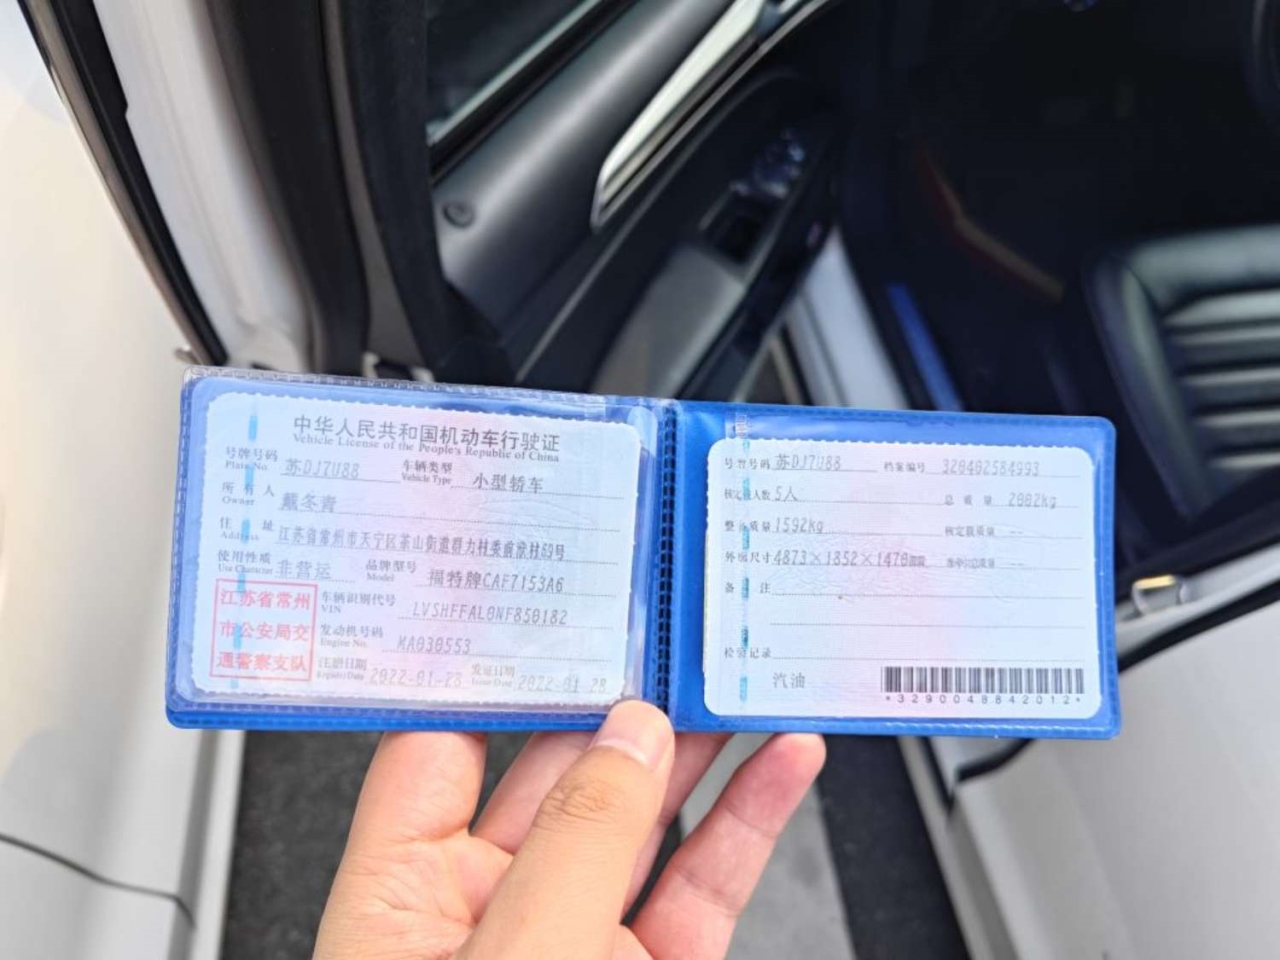 中华人民共和国机动车行驶证
Vehicle License of the People's Republic of China
号牌号码 苏DJ7U88 车辆类型 小型轿车
Plate No. Vehicle Type
所有人 戴冬青
Owner
住址 江苏省常州市天宁区茶山街道群力村委前涂村69号
Address
使用性质 非营运 品牌型号 福特牌CAF7153A6
Use Character Model
江苏省常州
市公安局交
通警察支队
车辆识别代号 LVSHFFAL0NF850182
VIN
发动机号码 MA030553
Engine No.
注册日期 2022-01-28 发证日期 2022-01-28
Register Date Issue Date
号牌号码 苏DJ7U88 档案编号 320402584993
核定载人数 5人 总质量 2002kg
整备质量 1592kg 核定载质量 --
外廓尺寸 4873×1852×1470mm 准牵引总质量 --
备注
检验记录
汽油
*3290048842012*